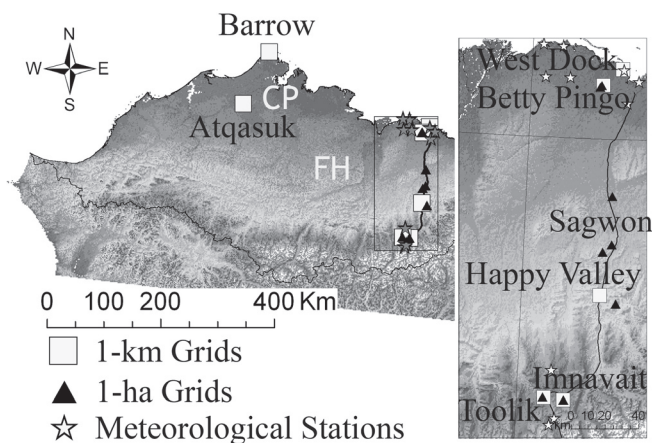 Barrow
N
W E
S
CP
Atqasuk
FH
0 100 200 400 Km
1-km Grids
1-ha Grids
Meteorological Stations
West Dock
Betty Pingo
Sagwon
Happy Valley
Imnavait
Toolik
0 10 20 40
Km